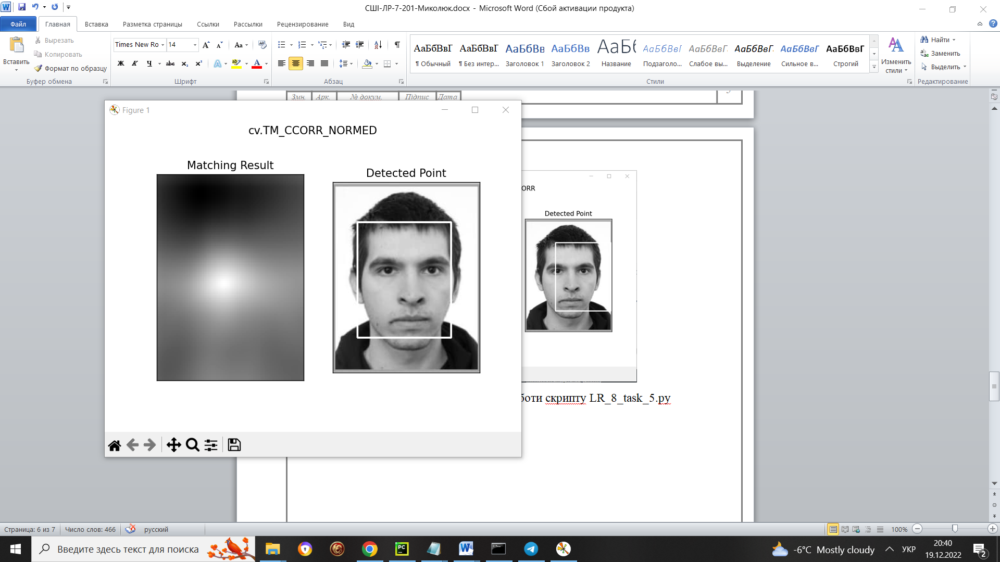 СШІ-ЛР-7-201-Миколюк.docx - Microsoft Word (Сбой активации продукта)
Файл Главная Вставка Разметка страницы Ссылки Рассылки Рецензирование Вид
Вставить
Вырезать
Копировать
Формат по образцу
Буфер обмена
Times New Ro 14
Ж К Ч abc x₂ x²
Шрифт
Абзац
АаБбВвГ АаБбВвГ АаБбВв АаБбВв АаБб АаБбВвГ АаБбВвГ АаБбВвГ АаБбВвГ АаБбВвГ
¶ Обычный ¶ Без интер... Заголовок 1 Заголовок 2 Название Подзаголо... Слабое вы... Выделение Сильное в... Строгий
Стили
Изменить стили
Найти
Заменить
Выделить
Редактирование
Змн. Арк. № докум. Підпис Дата
Figure 1
cv.TM_CCORR_NORMED
Matching Result
Detected Point
ORR
Detected Point
боти скрипту LR_8_task_5.py
Страница: 6 из 7 Число слов: 466 русский 100%
Введите здесь текст для поиска
PC
-6°C Mostly cloudy УКР
20:40
19.12.2022
2